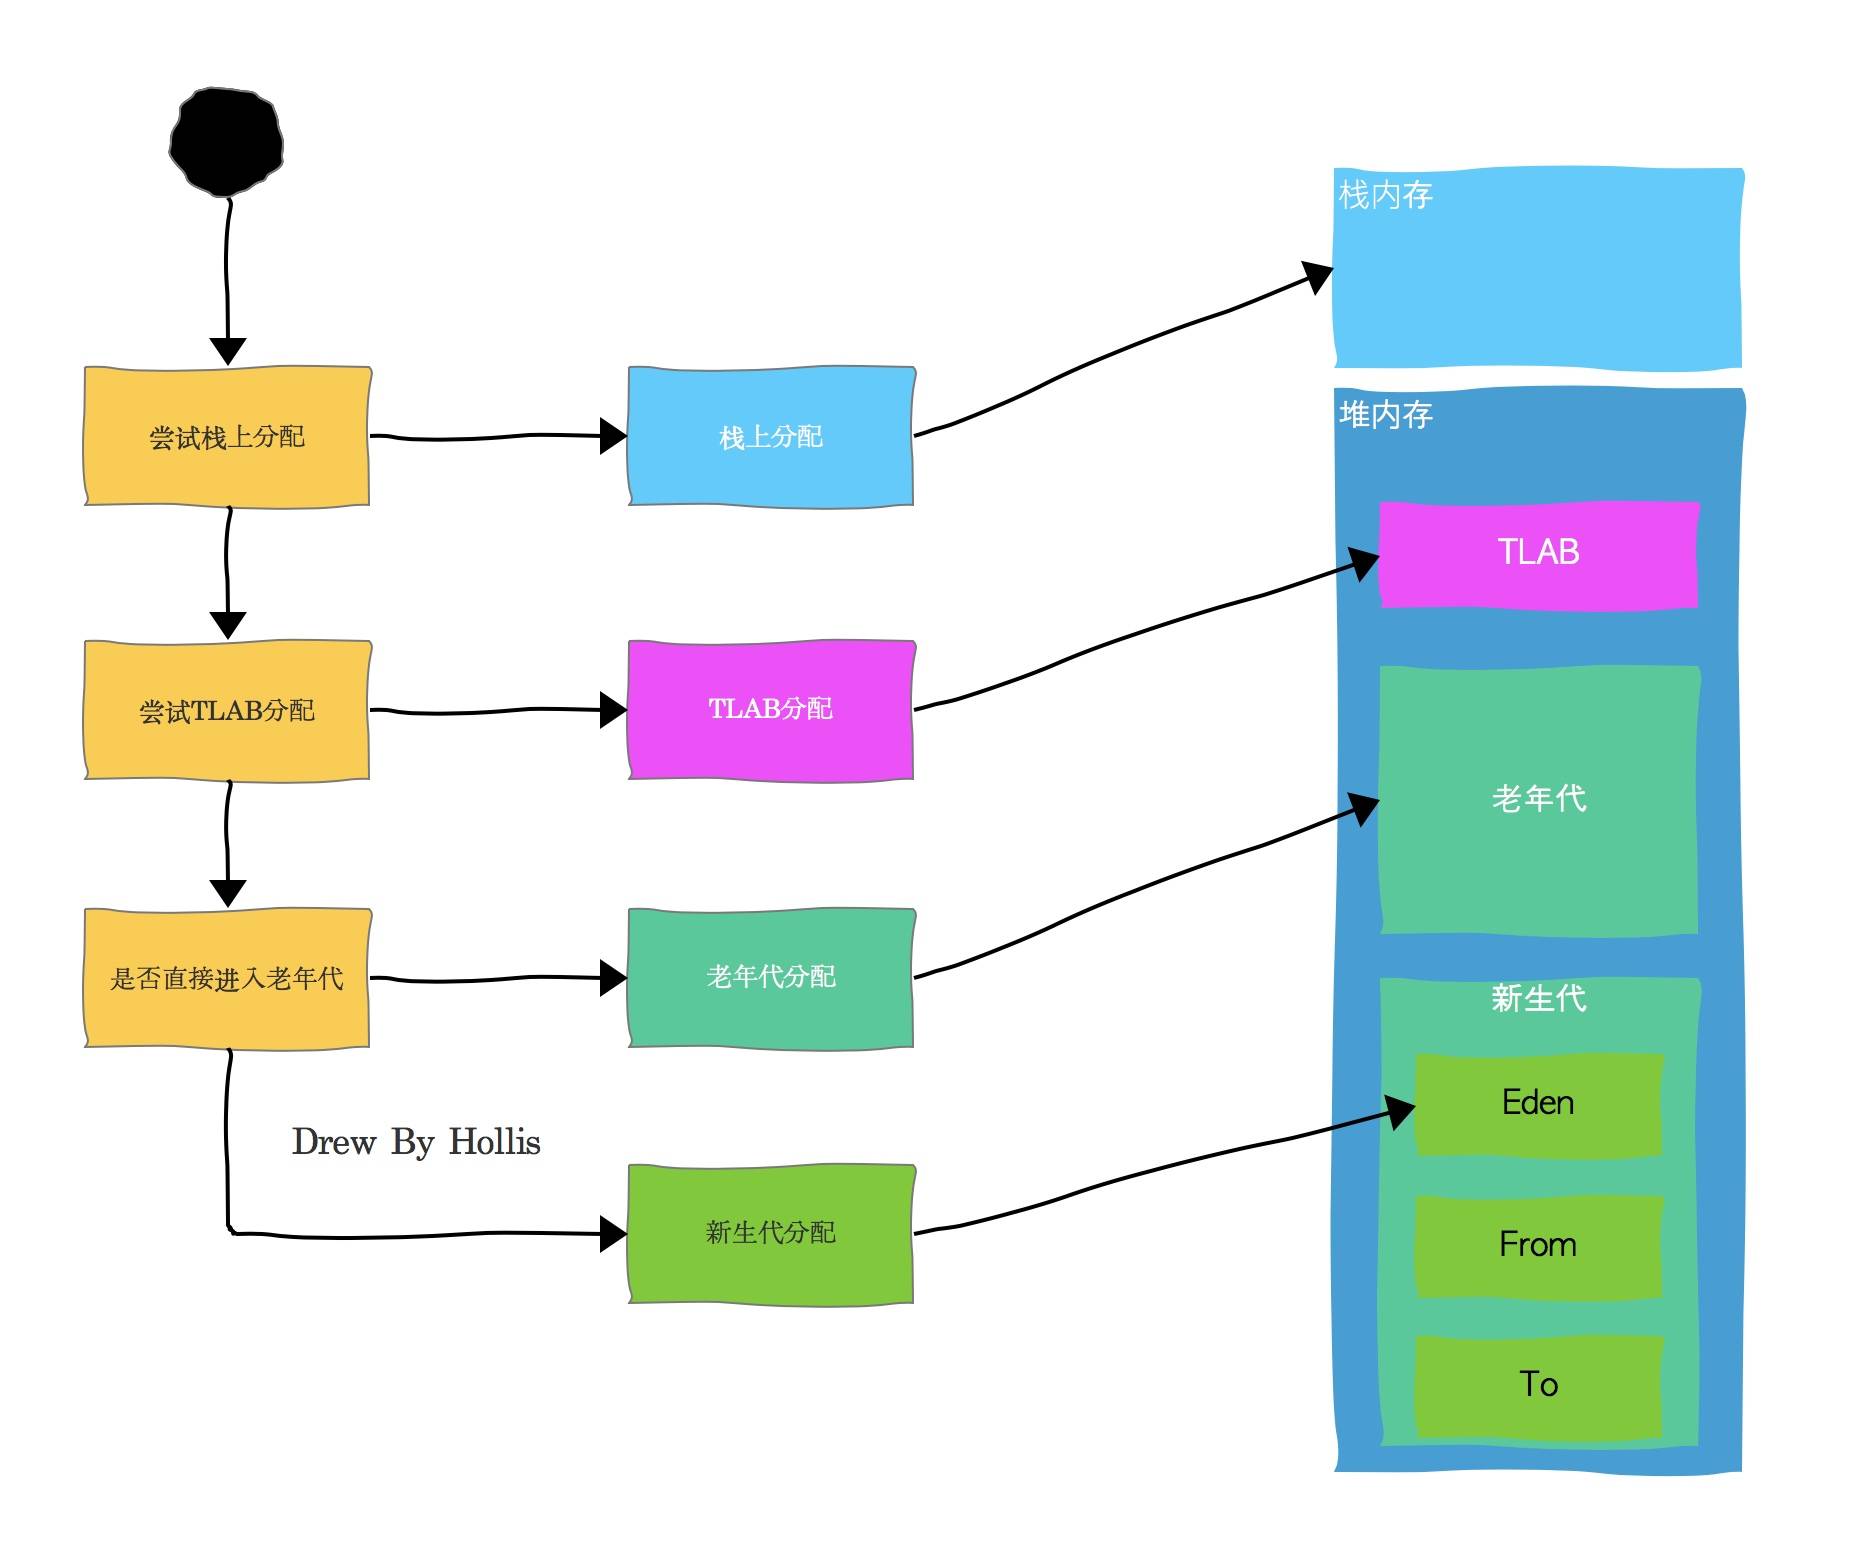 栈内存
堆内存
尝试栈上分配
栈上分配
TLAB
尝试TLAB分配
TLAB分配
老年代
是否直接进入老年代
老年代分配
新生代
Eden
Drew By Hollis
新生代分配
From
To